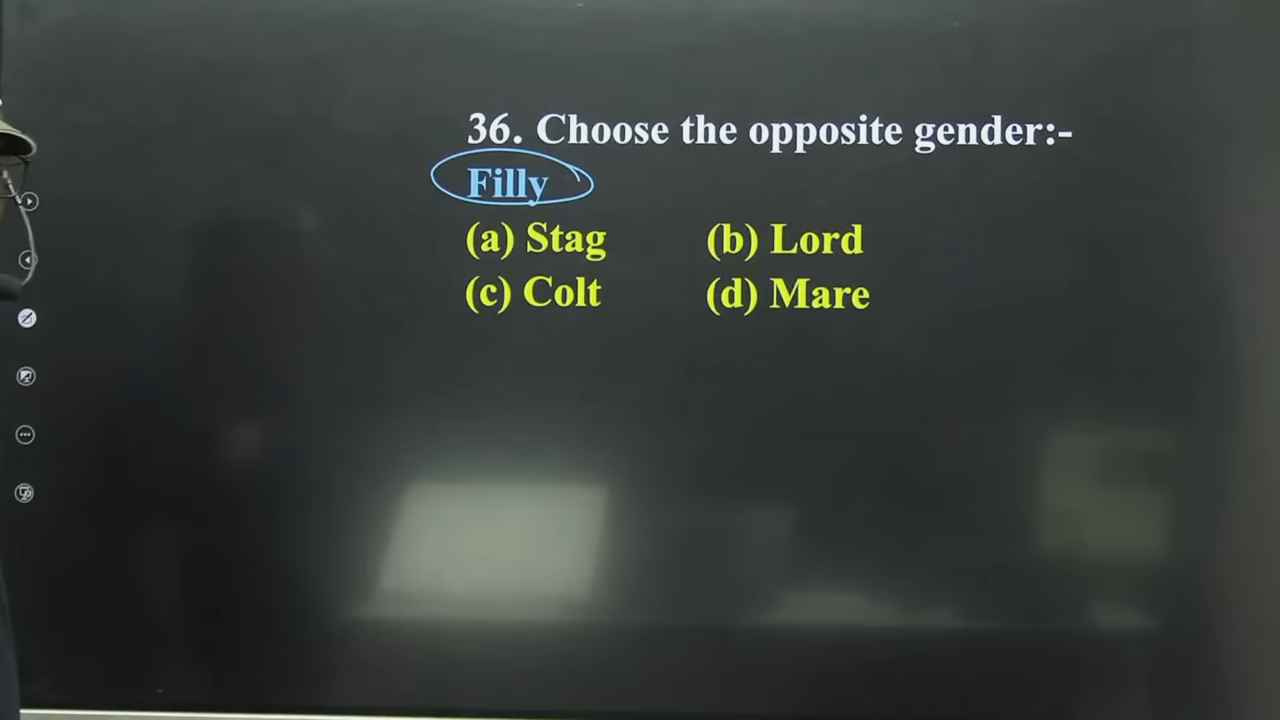 36. Choose the opposite gender:-
Filly
(a) Stag (b) Lord
(c) Colt (d) Mare